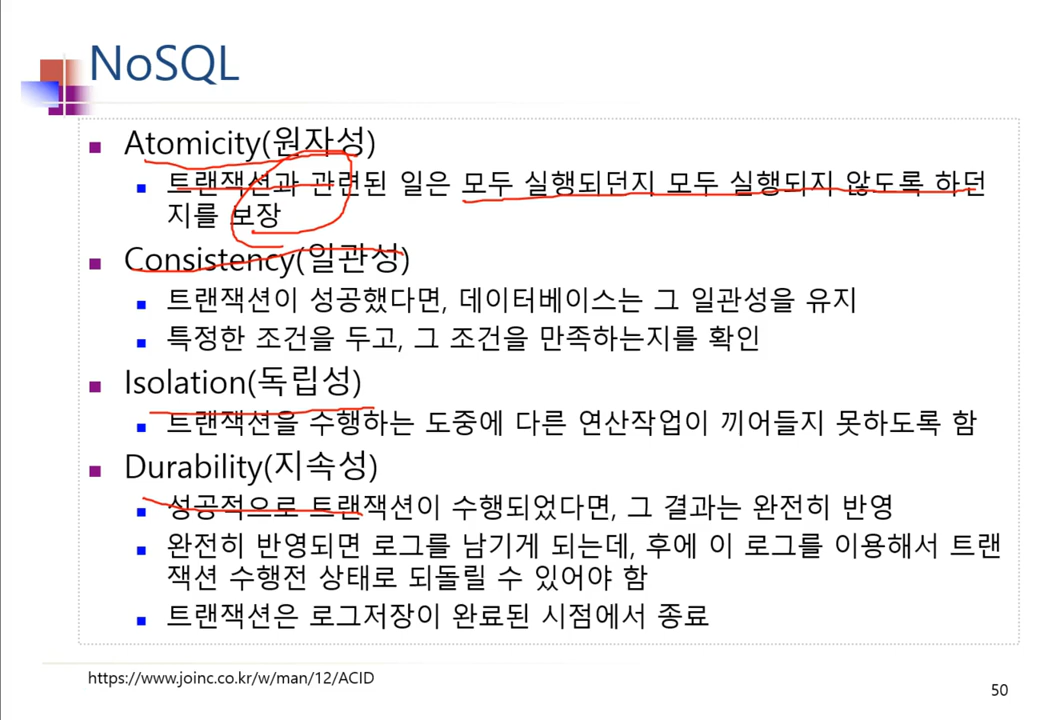 NoSQL
Atomicity(원자성)
트랜잭션과 관련된 일은 모두 실행되던지 모두 실행되지 않도록 하던
지를 보장
Consistency(일관성)
트랜잭션이 성공했다면, 데이터베이스는 그 일관성을 유지
특정한 조건을 두고, 그 조건을 만족하는지를 확인
Isolation(독립성)
트랜잭션을 수행하는 도중에 다른 연산작업이 끼어들지 못하도록 함
Durability(지속성)
성공적으로 트랜잭션이 수행되었다면, 그 결과는 완전히 반영
완전히 반영되면 로그를 남기게 되는데, 후에 이 로그를 이용해서 트랜
잭션 수행전 상태로 되돌릴 수 있어야 함
트랜잭션은 로그저장이 완료된 시점에서 종료
https://www.joinc.co.kr/w/man/12/ACID
50